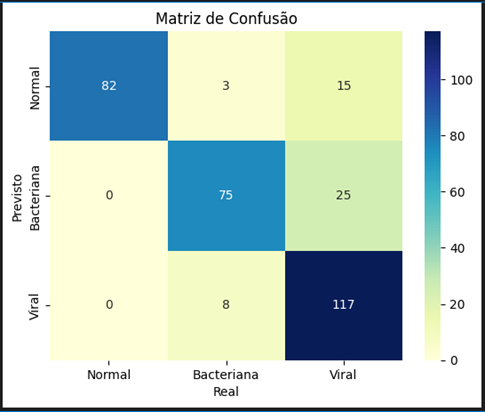 Matriz de Confusão
Normal 82 3 15
Bacteriana 0 75 25
Viral 0 8 117
Previsto
Normal Bacteriana Viral
Real
100
80
60
40
20
0